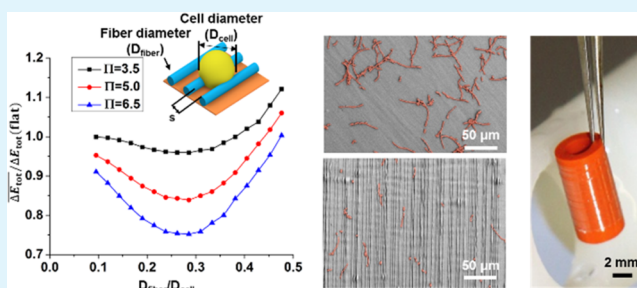 Fiber diameter
(D_fiber)
Cell diameter
(D_cell)
s
Π=3.5
Π=5.0
Π=6.5
1.2
1.1
1.0
0.9
0.8
0.7
0.0
0.1
0.2
0.3
0.4
0.5
ΔE_tot/ΔE_tot(flat)
D_fiber/D_cell
50 μm
50 μm
2 mm